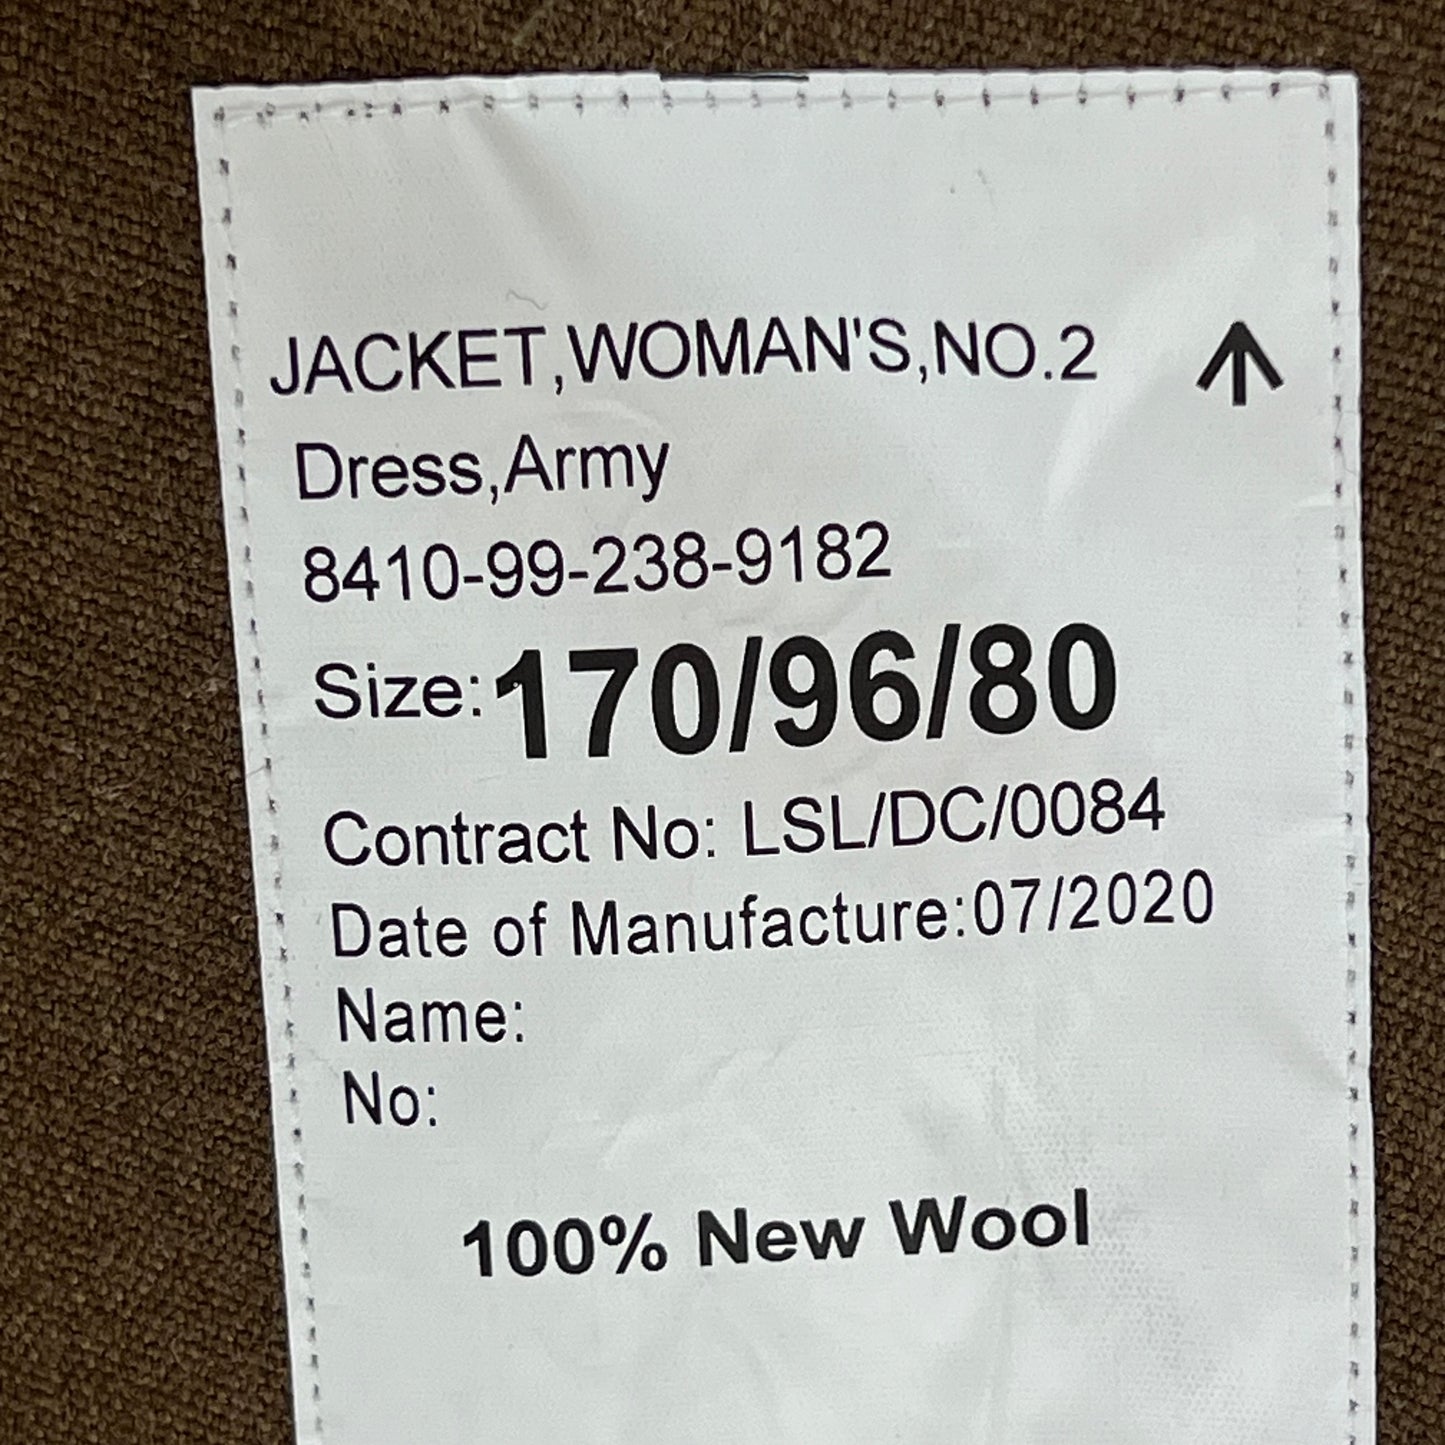 JACKET,WOMAN'S,NO.2
Dress,Army
8410-99-238-9182
Size:170/96/80
Contract No: LSL/DC/0084
Date of Manufacture:07/2020
Name:
No:
100% New Wool